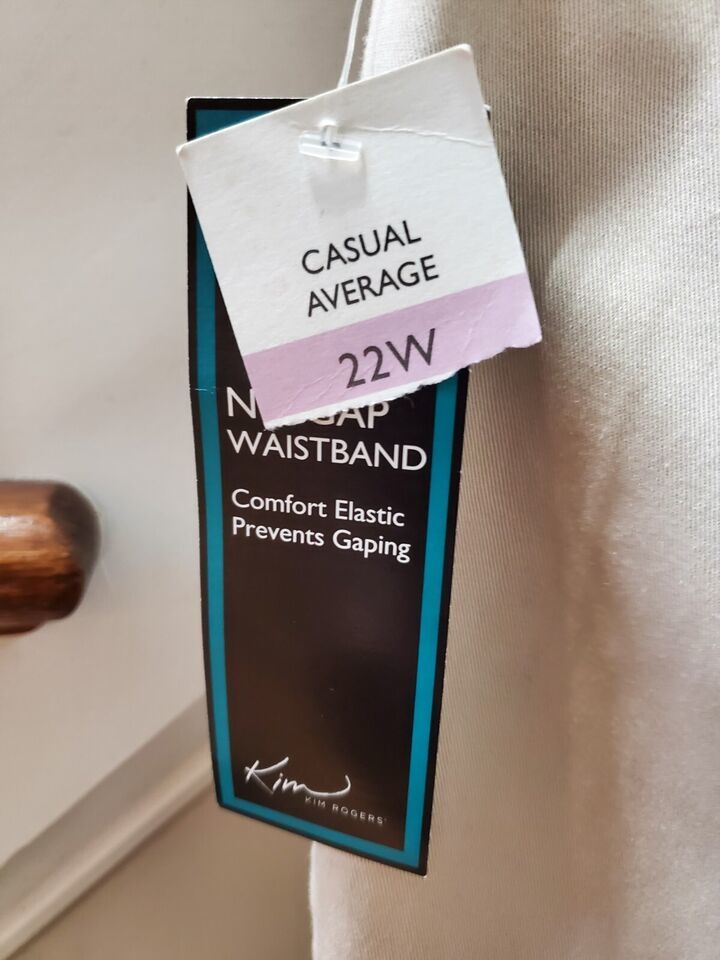 CASUAL
AVERAGE
22W
WAISTBAND
Comfort Elastic
Prevents Gaping
Kim
KIM ROGERS